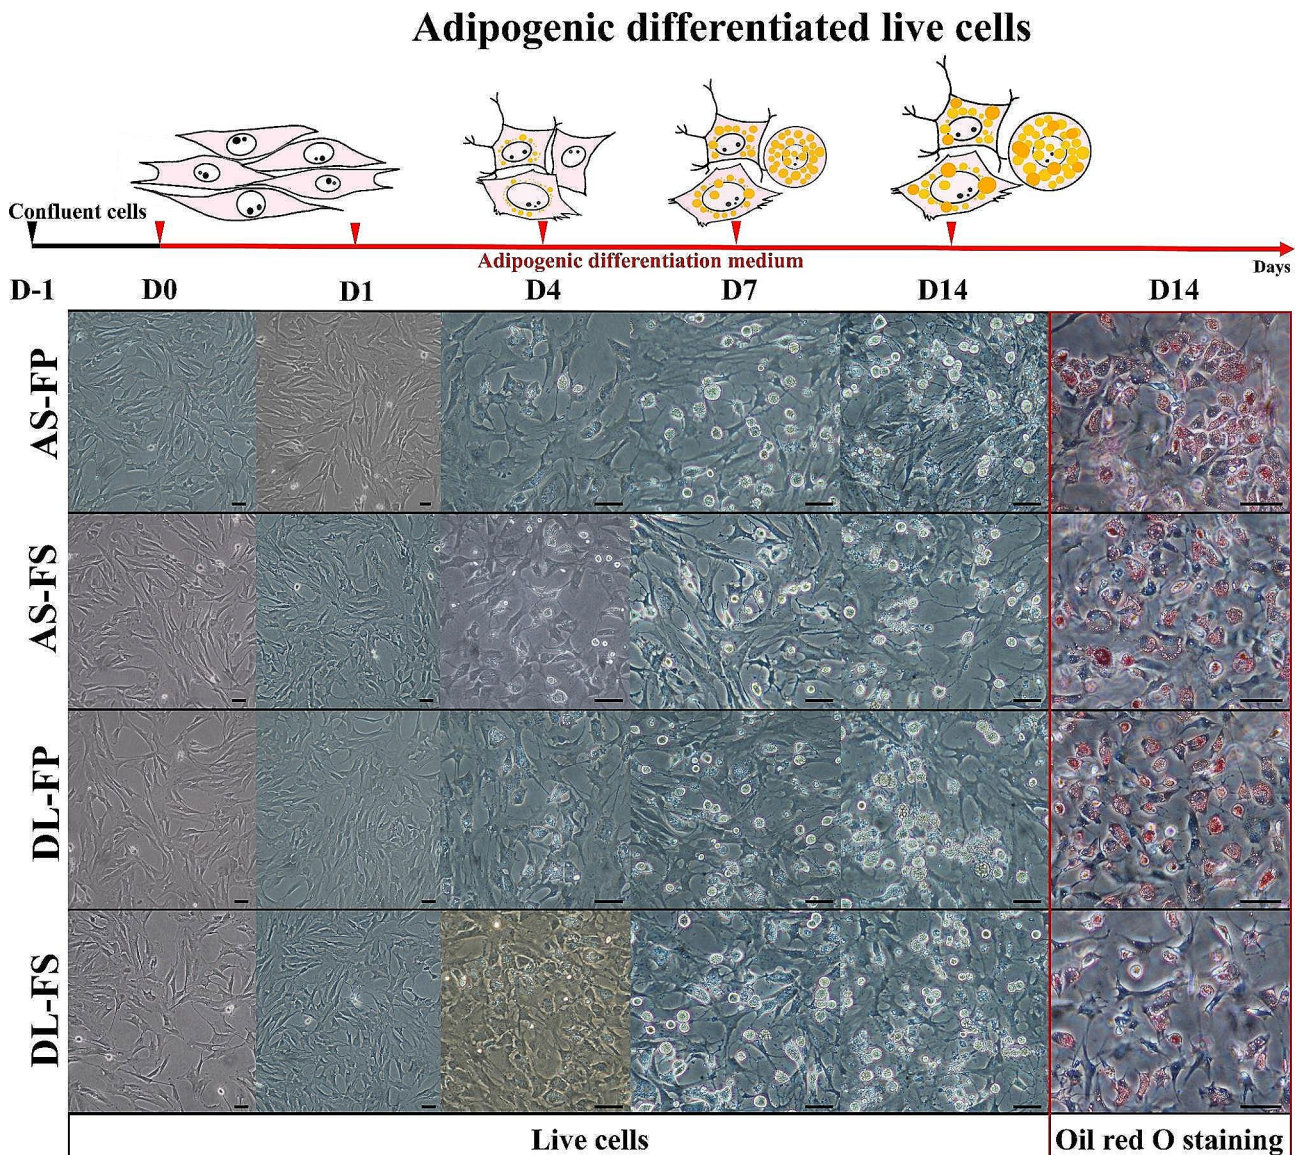 Adipogenic differentiated live cells
Confluent cells
Adipogenic differentiation medium
Days
D-1 D0 D1 D4 D7 D14 D14
AS-FP
AS-FS
DL-FP
DL-FS
Live cells
Oil red O staining